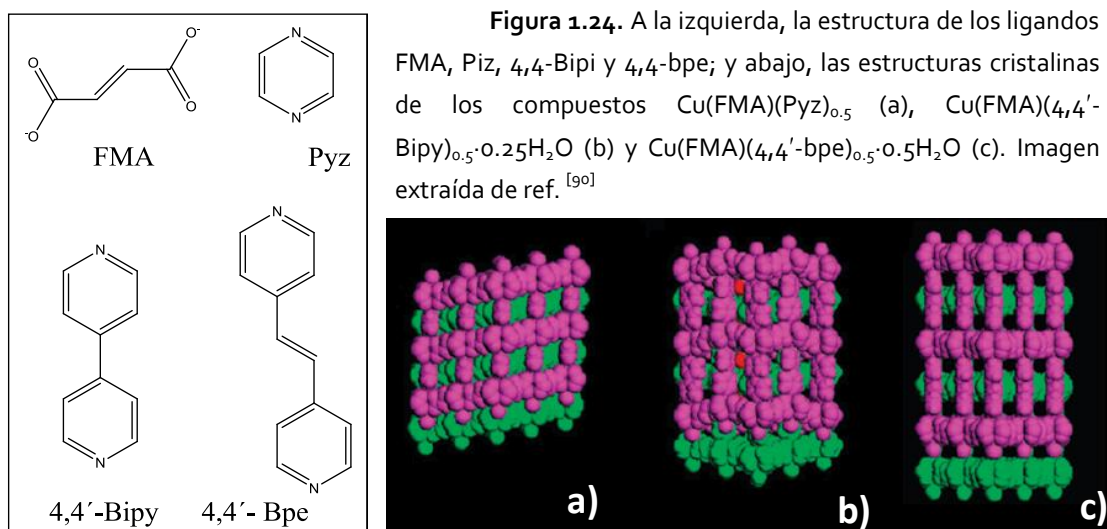 O⁻
O
⁻O
O
FMA
N
N
Pyz
N
N
4,4´-Bipy
N
N
4,4´- Bpe
Figura 1.24. A la izquierda, la estructura de los ligandos
FMA, Piz, 4,4-Bipi y 4,4-bpe; y abajo, las estructuras cristalinas
de los compuestos Cu(FMA)(Pyz)₀.₅ (a), Cu(FMA)(4,4′-
Bipy)₀.₅·0.25H₂O (b) y Cu(FMA)(4,4′-bpe)₀.₅·0.5H₂O (c). Imagen
extraída de ref. [90]
a)
b)
c)